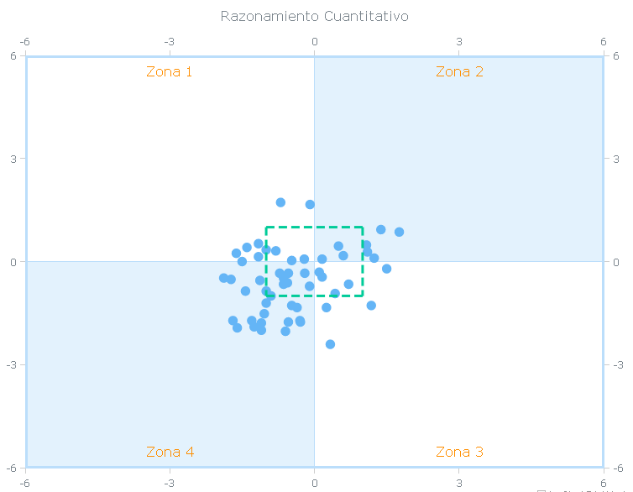 Razonamiento Cuantitativo
-6 -3 0 3 6
6 6
Zona 1 Zona 2
3 3
0 0
-3 -3
Zona 4 Zona 3
-6 -6
-6 -3 0 3 6